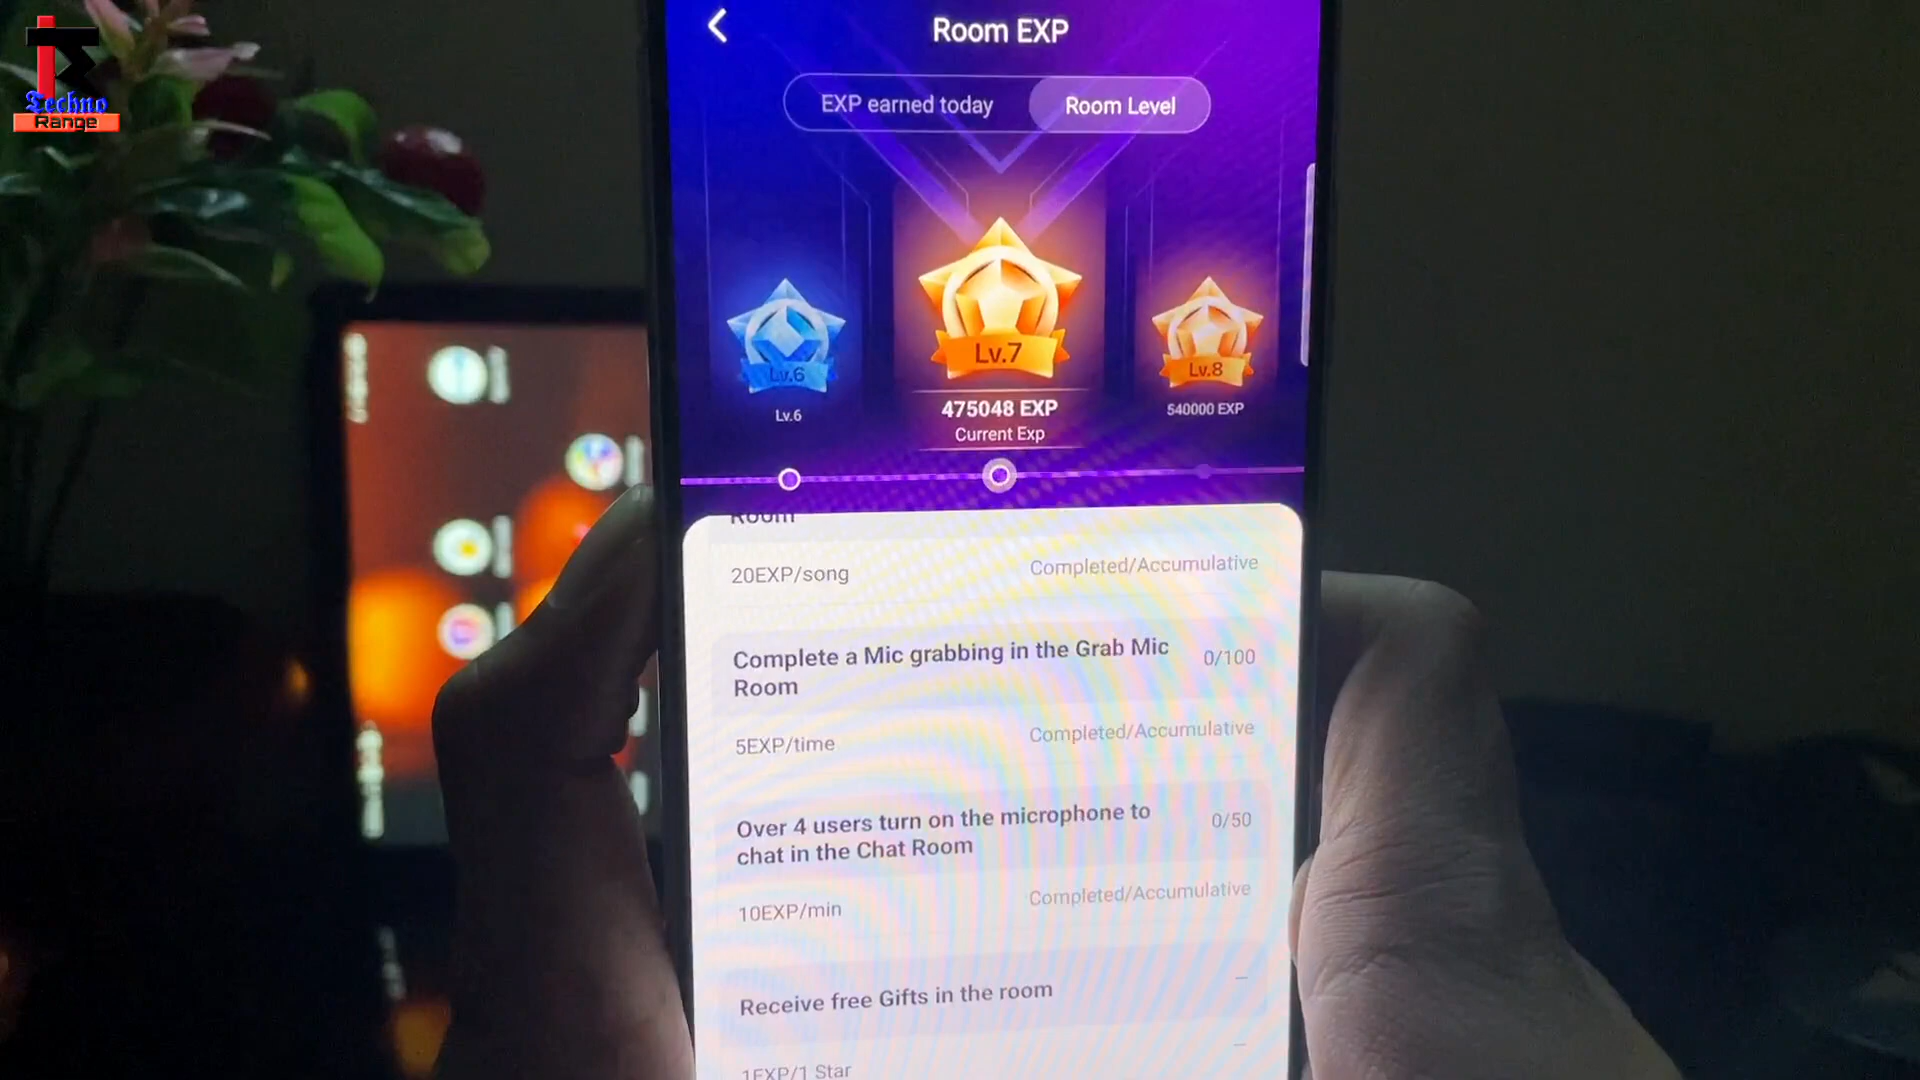 Techno
Range
Room EXP
EXP earned today
Room Level
Lv.6
Lv.7
Lv.8
Lv.6
475048 EXP
Current Exp
540000 EXP
Room
20EXP/song
Completed/Accumulative
Complete a Mic grabbing in the Grab Mic
Room
0/100
5EXP/time
Completed/Accumulative
Over 4 users turn on the microphone to
chat in the Chat Room
0/50
10EXP/min
Completed/Accumulative
Receive free Gifts in the room
--
1EXP/1 Star
--